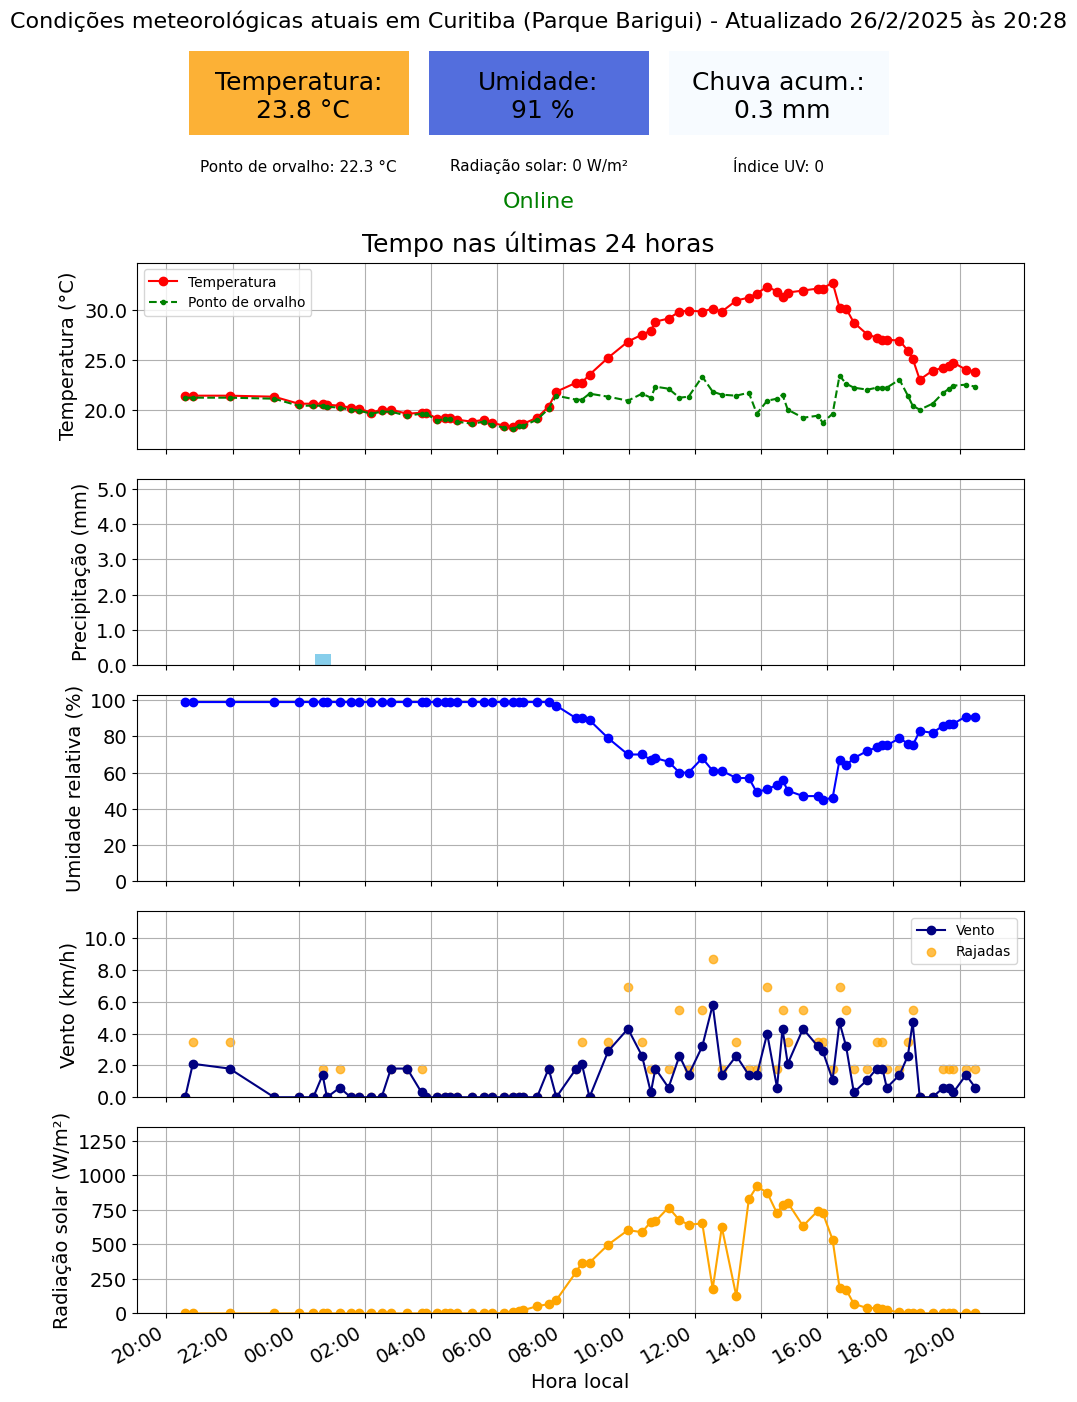 Condições meteorológicas atuais em Curitiba (Parque Barigui) - Atualizado 26/2/2025 às 20:28
Temperatura:
23.8 °C
Umidade:
91 %
Chuva acum.:
0.3 mm
Ponto de orvalho: 22.3 °C
Radiação solar: 0 W/m²
Índice UV: 0
Online
Tempo nas últimas 24 horas
Temperatura (°C)
30.0
25.0
20.0
Temperatura
Ponto de orvalho
Precipitação (mm)
5.0
4.0
3.0
2.0
1.0
0.0
Umidade relativa (%)
100
80
60
40
20
0
Vento (km/h)
10.0
8.0
6.0
4.0
2.0
0.0
Vento
Rajadas
Radiação solar (W/m²)
1250
1000
750
500
250
0
20:00
22:00
00:00
02:00
04:00
06:00
08:00
10:00
12:00
14:00
16:00
18:00
20:00
Hora local